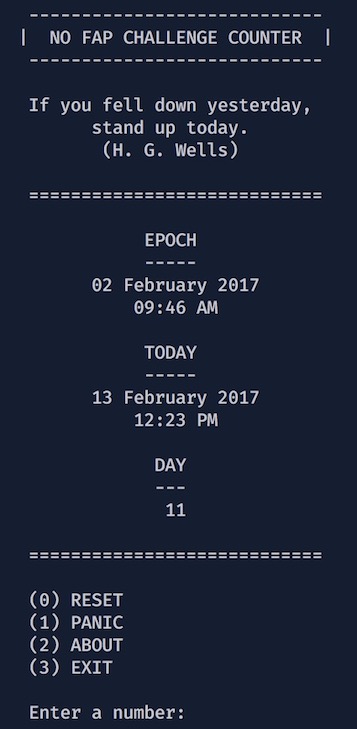 ----------------------------
|  NO FAP CHALLENGE COUNTER  |
----------------------------
If you fell down yesterday,
stand up today.
(H. G. Wells)
============================
EPOCH
-----
02 February 2017
09:46 AM
TODAY
-----
13 February 2017
12:23 PM
DAY
---
11
============================
(0) RESET
(1) PANIC
(2) ABOUT
(3) EXIT
Enter a number: